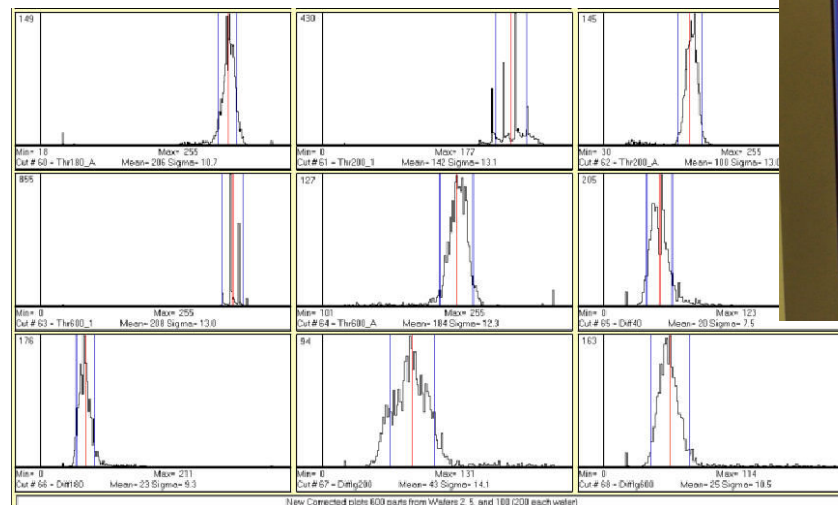 149
430
145
Min= 18 Max= 255
Cut # 60 - Thr180_A Mean= 206 Sigma= 10.7
Min= 0 Max= 177
Cut # 61 - Thr200_1 Mean= 142 Sigma= 13.1
Min= 30 Max= 255
Cut # 62 - Thr200_A Mean= 180 Sigma= 13.0
127
205
Min= 0 Max= 255
Cut # 63 - Thr600_1 Mean= 208 Sigma= 13.0
Min= 101 Max= 255
Cut # 64 - Thr600_A Mean= 184 Sigma= 12.3
Min= 0 Max= 123
Cut # 65 - Diff40 Mean= 20 Sigma= 7.5
176
94
163
Min= 0 Max= 211
Cut # 66 - Diff180 Mean= 23 Sigma= 9.3
Min= 0 Max= 131
Cut # 67 - Difflg200 Mean= 43 Sigma= 14.1
Min= 0 Max= 114
Cut # 68 - Difflg600 Mean= 25 Sigma= 10.5
New Corrected plots 600 parts from Wafers 2, 5, and 100 (200 each wafer)